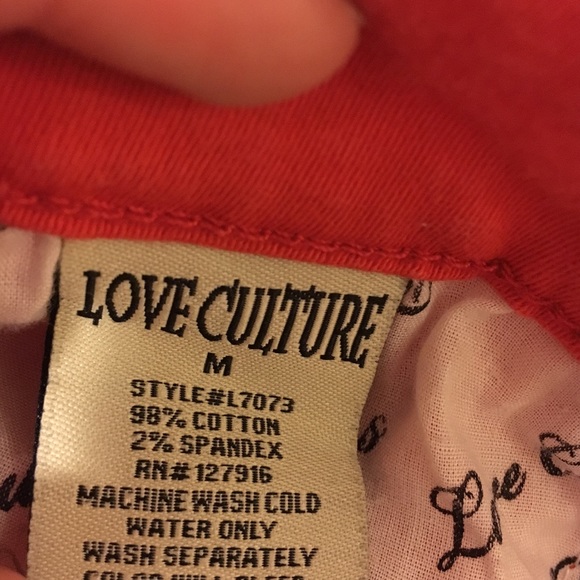 LOVE CULTURE
M
STYLE#L7073
98% COTTON
2% SPANDEX
RN# 127916
MACHINE WASH COLD
WATER ONLY
WASH SEPARATELY